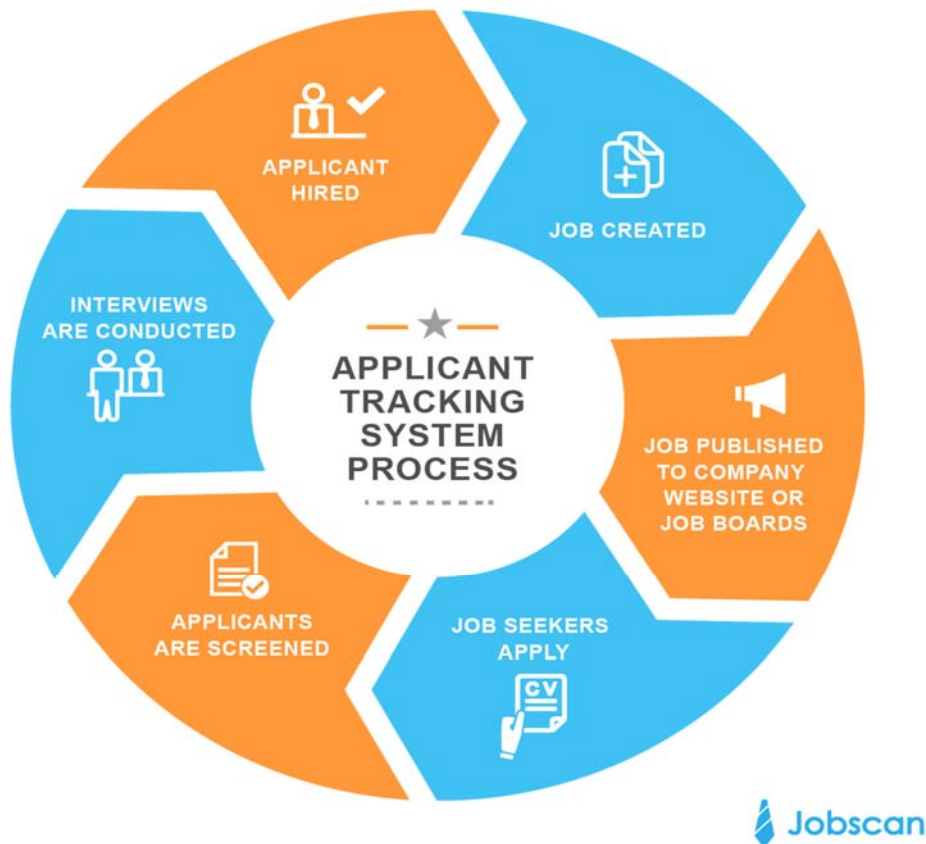 APPLICANT
TRACKING
SYSTEM
PROCESS
JOB CREATED
JOB PUBLISHED
TO COMPANY
WEBSITE OR
JOB BOARDS
JOB SEEKERS
APPLY
CV
APPLICANTS
ARE SCREENED
INTERVIEWS
ARE CONDUCTED
APPLICANT
HIRED
Jobscan